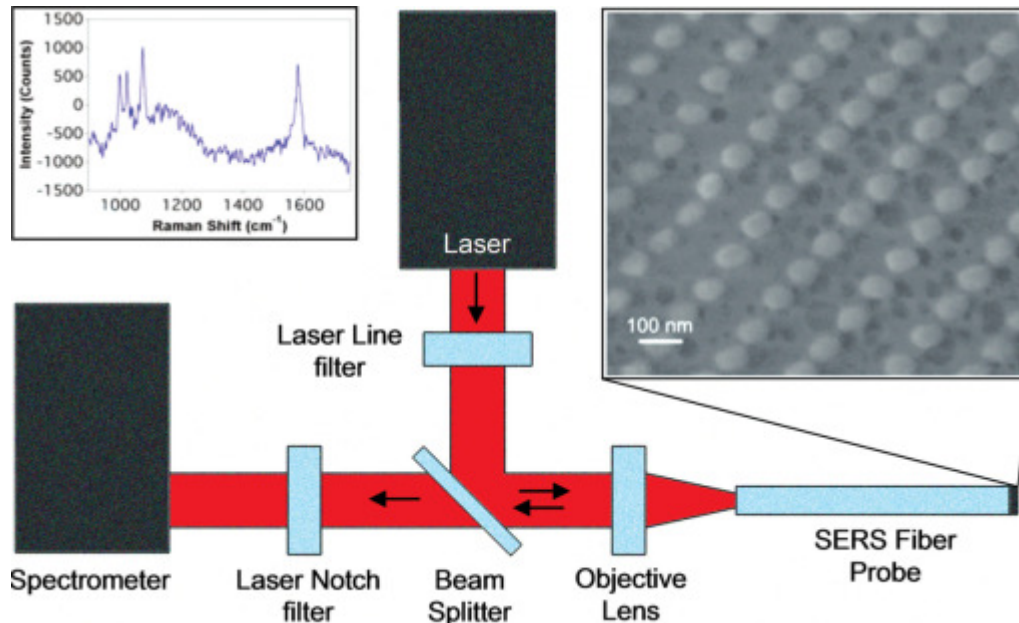 1500
1000
500
0
-500
-1000
-1500
Intensity (Counts)
1000 1200 1400 1600
Raman Shift (cm⁻¹)
Laser
100 nm
Laser Line
filter
Spectrometer
Laser Notch
filter
Beam
Splitter
Objective
Lens
SERS Fiber
Probe